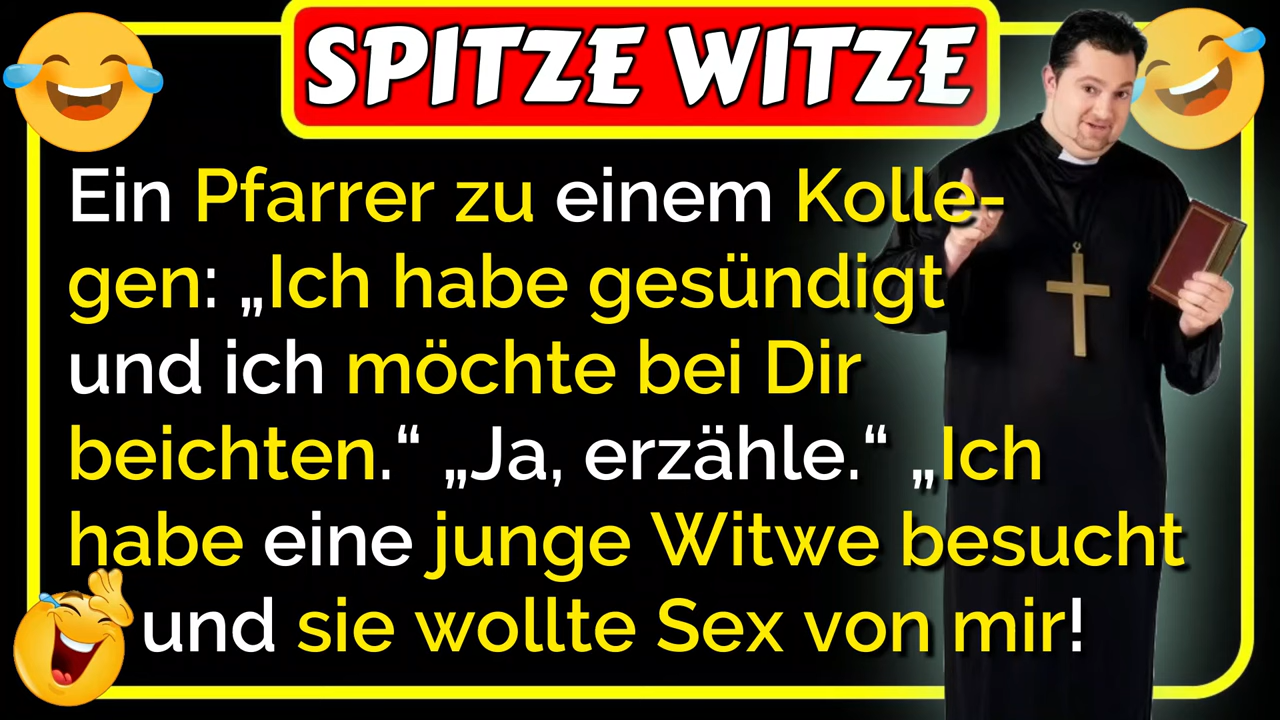 SPITZE WITZE
Ein Pfarrer zu einem Kolle-
gen: „Ich habe gesündigt
und ich möchte bei Dir
beichten.“ „Ja, erzähle.“ „Ich
habe eine junge Witwe besucht
und sie wollte Sex von mir!